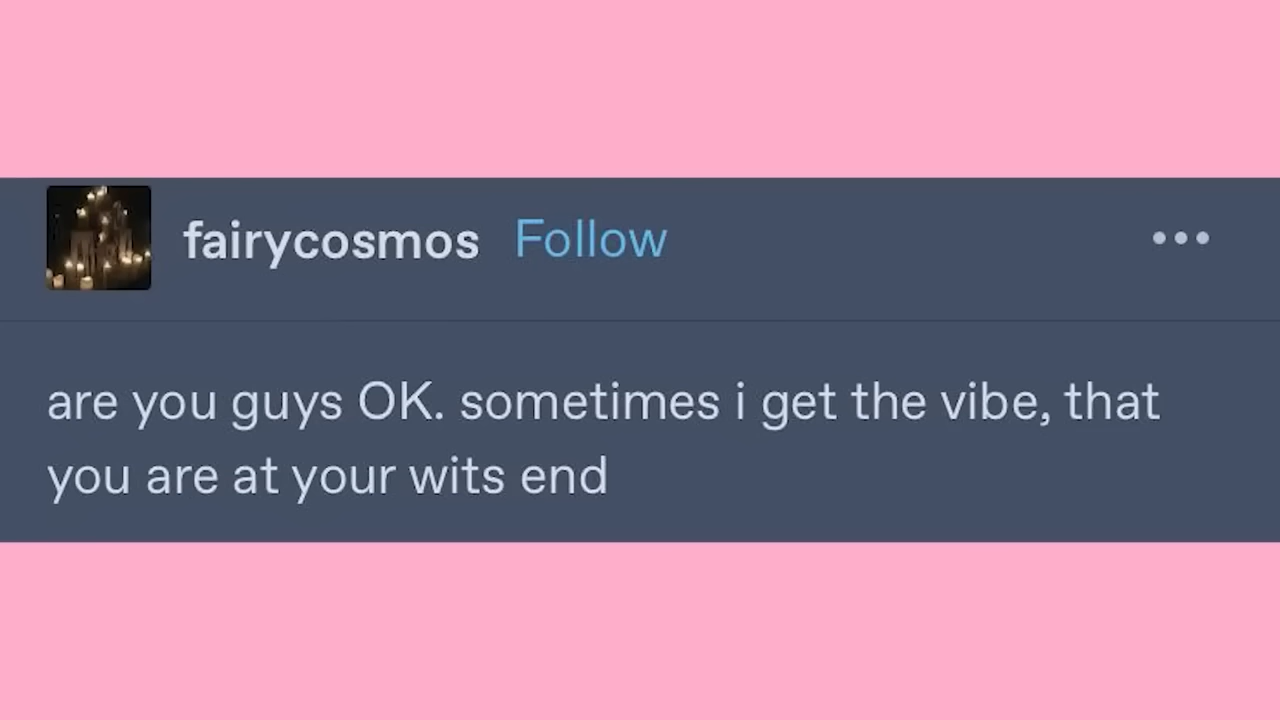 fairycosmos Follow
are you guys OK. sometimes i get the vibe, that
you are at your wits end